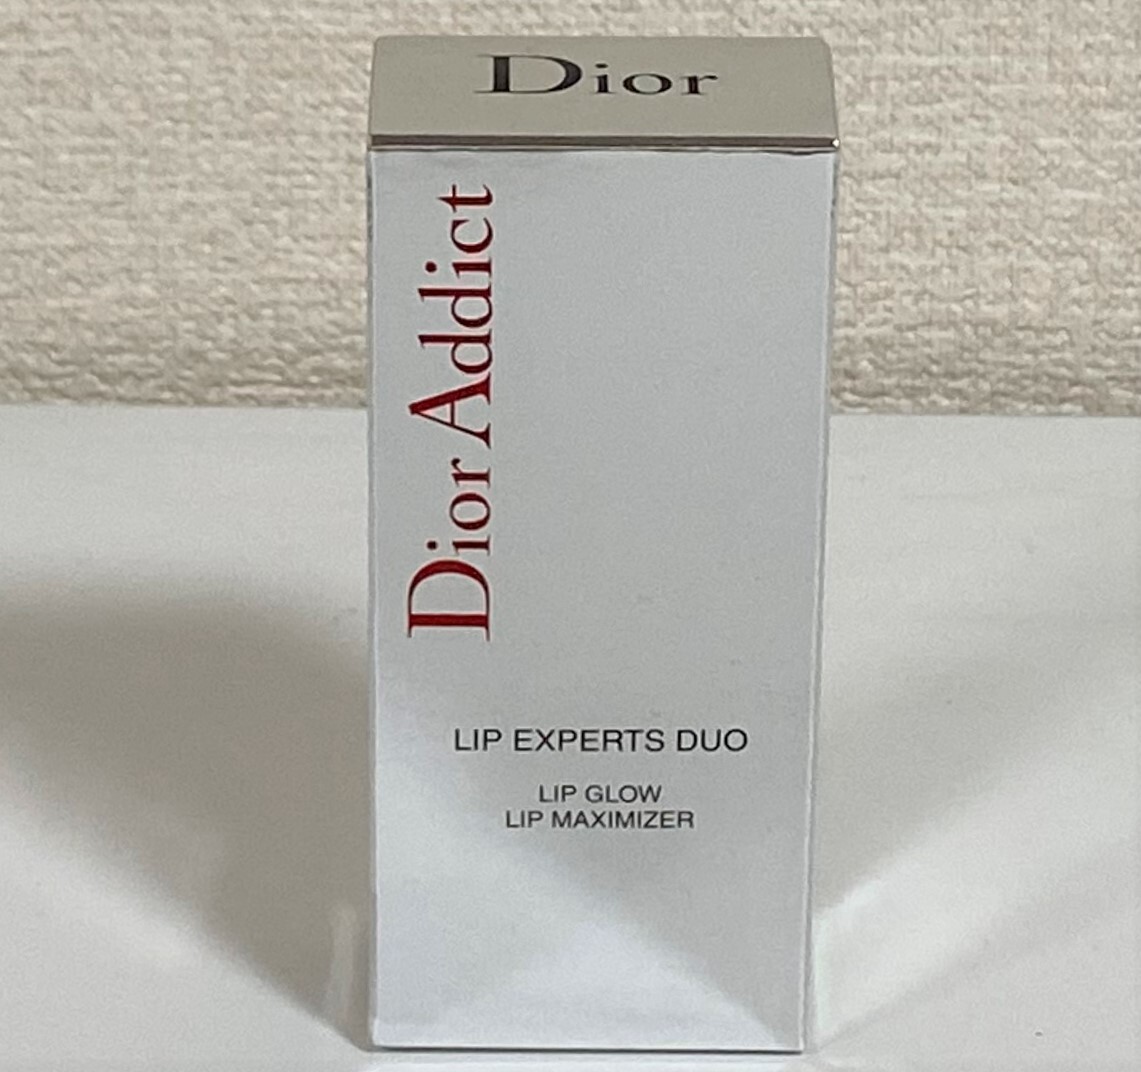 Dior
Dior Addict
LIP EXPERTS DUO
LIP GLOW
LIP MAXIMIZER